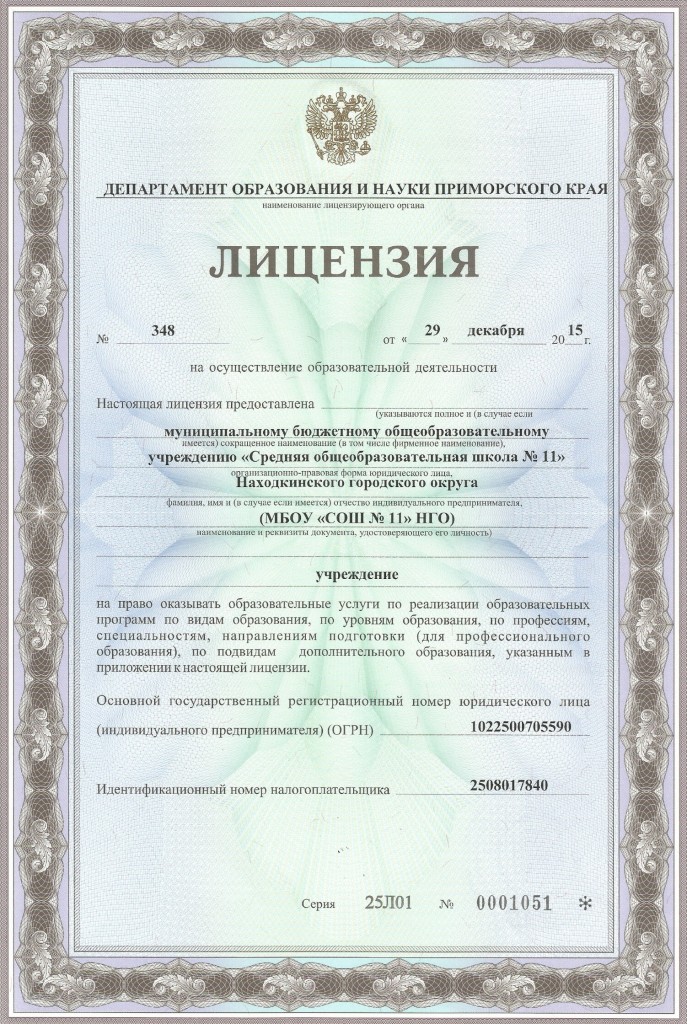 ДЕПАРТАМЕНТ ОБРАЗОВАНИЯ И НАУКИ ПРИМОРСКОГО КРАЯ
наименование лицензирующего органа
ЛИЦЕНЗИЯ
№ 348 от « 29 » декабря 20 15 г.
на осуществление образовательной деятельности
Настоящая лицензия предоставлена
(указываются полное и (в случае если
муниципальному бюджетному общеобразовательному
имеется) сокращенное наименование (в том числе фирменное наименование),
учреждению «Средняя общеобразовательная школа № 11»
организационно-правовая форма юридического лица,
Находкинского городского округа
фамилия, имя и (в случае если имеется) отчество индивидуального предпринимателя,
(МБОУ «СОШ № 11» НГО)
наименование и реквизиты документа, удостоверяющего его личность)
учреждение
на право оказывать образовательные услуги по реализации образовательных
программ по видам образования, по уровням образования, по профессиям,
специальностям, направлениям подготовки (для профессионального
образования), по подвидам дополнительного образования, указанным в
приложении к настоящей лицензии.
Основной государственный регистрационный номер юридического лица
(индивидуального предпринимателя) (ОГРН) 1022500705590
Идентификационный номер налогоплательщика 2508017840
Серия 25Л01 № 0001051 *